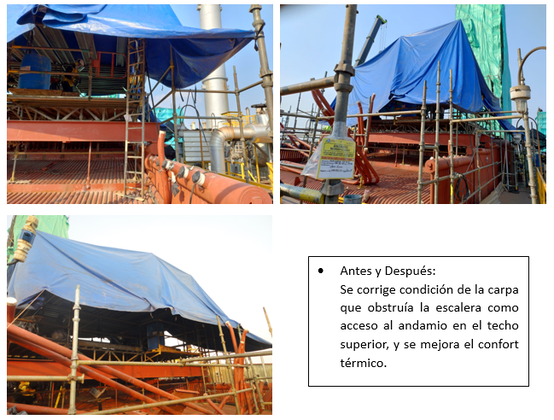 • Antes y Después:
Se corrige condición de la carpa
que obstruía la escalera como
acceso al andamio en el techo
superior, y se mejora el confort
térmico.